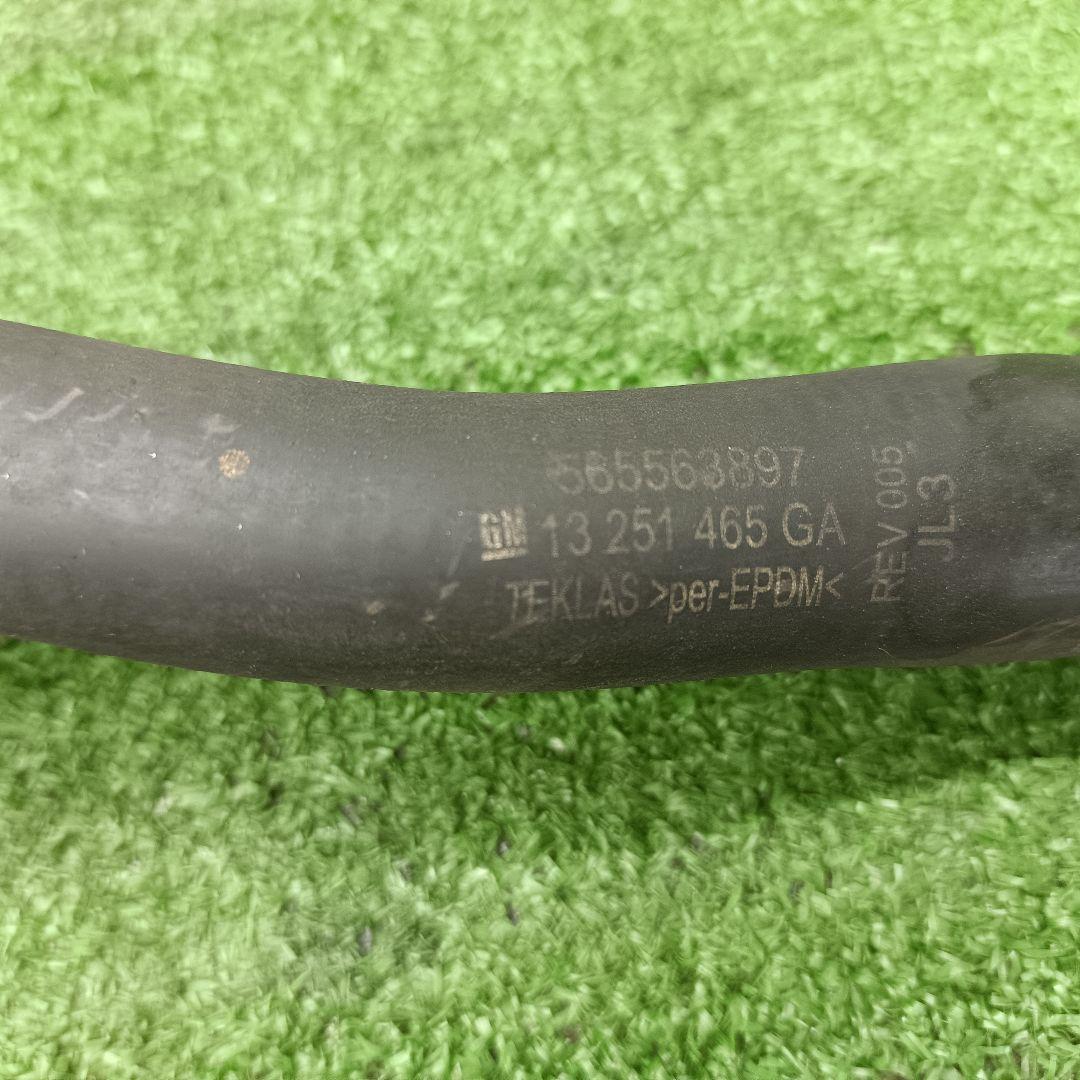 565563897
GM 13 251 465 GA
TEKLAS >per-EPDM<
REV 005
JL3